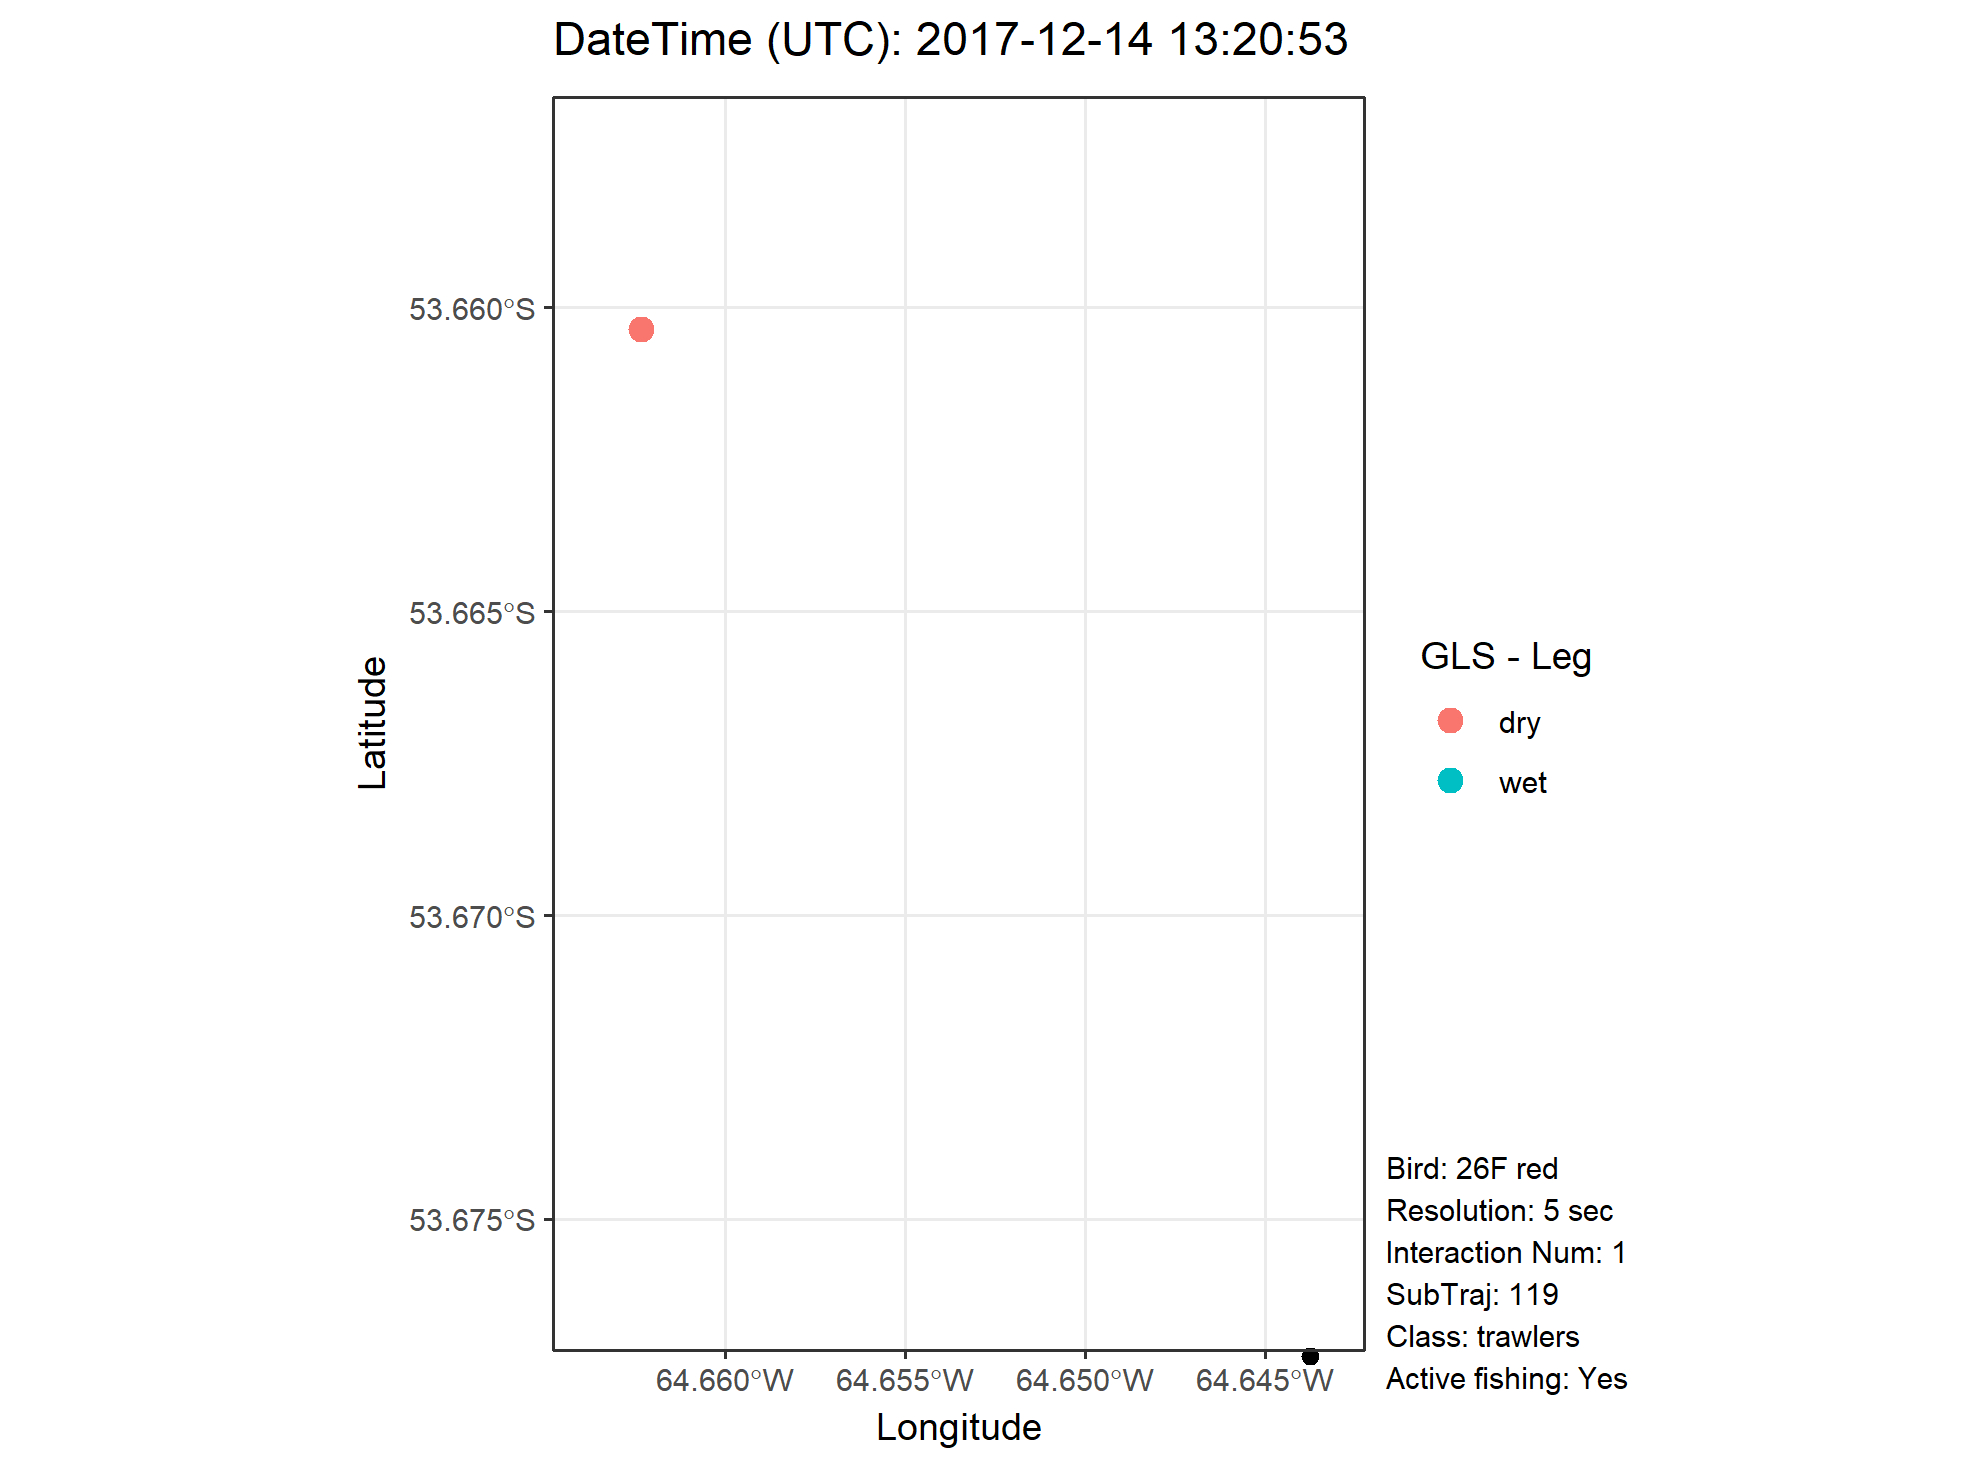 DateTime (UTC): 2017-12-14 13:20:53
53.660°S
53.665°S
53.670°S
53.675°S
Latitude
64.660°W
64.655°W
64.650°W
64.645°W
Longitude
GLS - Leg
dry
wet
Bird: 26F red
Resolution: 5 sec
Interaction Num: 1
SubTraj: 119
Class: trawlers
Active fishing: Yes